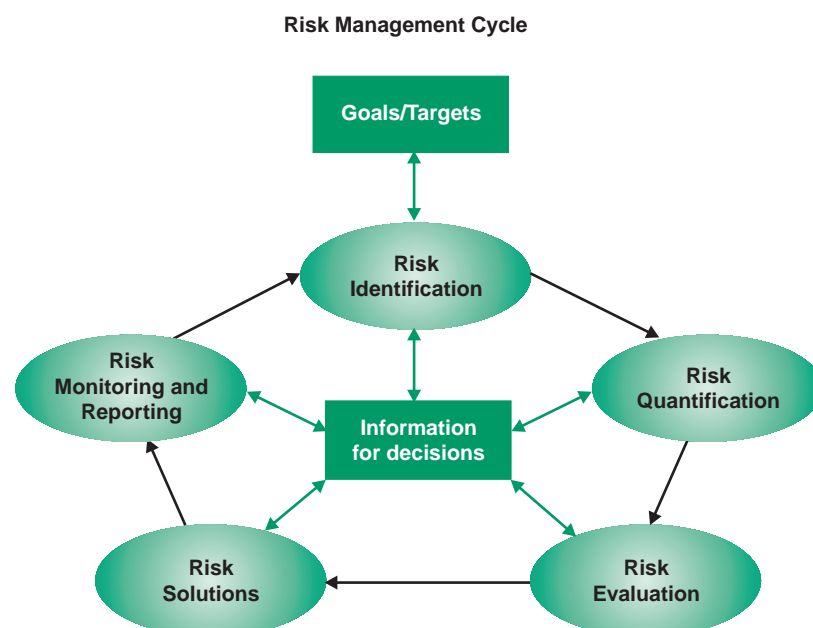 Risk Management Cycle
Goals/Targets
Risk
Identification
Risk
Monitoring and
Reporting
Risk
Quantification
Information
for decisions
Risk
Solutions
Risk
Evaluation